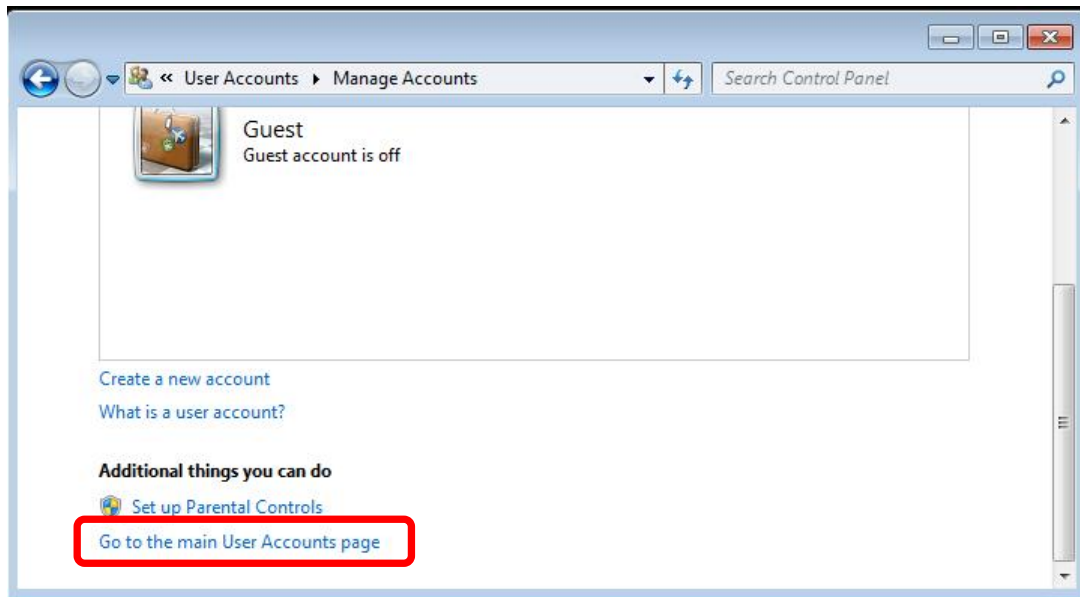 « User Accounts ▸ Manage Accounts
Search Control Panel
Guest
Guest account is off
Create a new account
What is a user account?
Additional things you can do
Set up Parental Controls
Go to the main User Accounts page